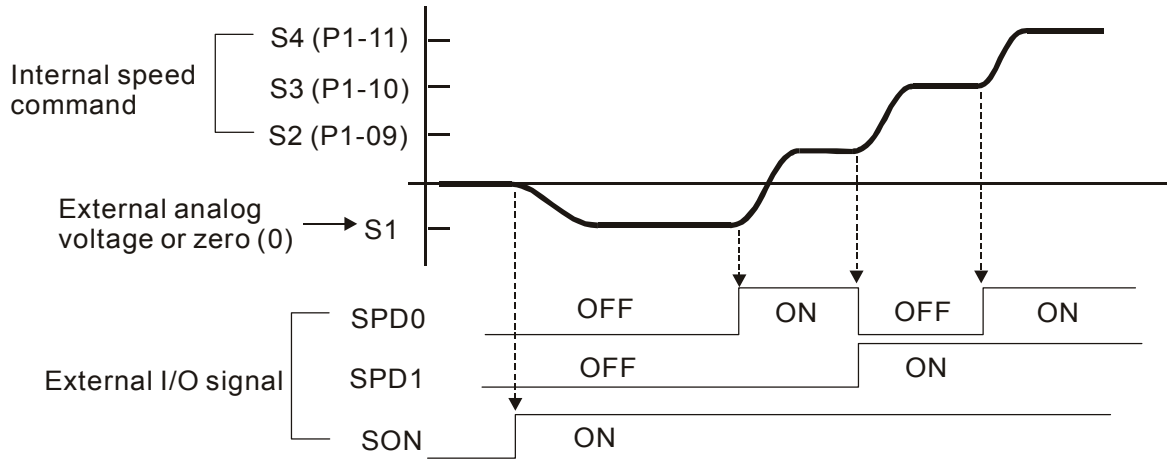 S4 (P1-11)
Internal speed
command
S3 (P1-10)
S2 (P1-09)
External analog
voltage or zero (0)
S1
External I/O signal
SPD0
OFF
ON
OFF
ON
SPD1
OFF
ON
SON
ON